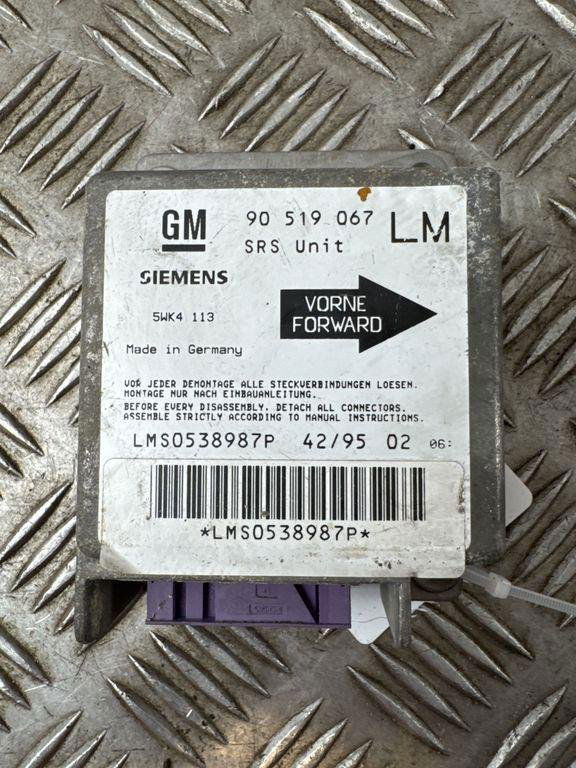 GM 90 519 067 LM
SRS Unit
SIEMENS
5WK4 113
VORNE
FORWARD
Made in Germany
VOR JEDER DEMONTAGE ALLE STECKVERBINDUNGEN LOESEN.
MONTAGE NUR NACH EINBAUANLEITUNG.
BEFORE EVERY DISASSEMBLY, DETACH ALL CONNECTORS.
ASSEMBLE STRICTLY ACCORDING TO MANUAL INSTRUCTIONS.
LMS0538987P 42/95 02 06:
*LMS0538987P*